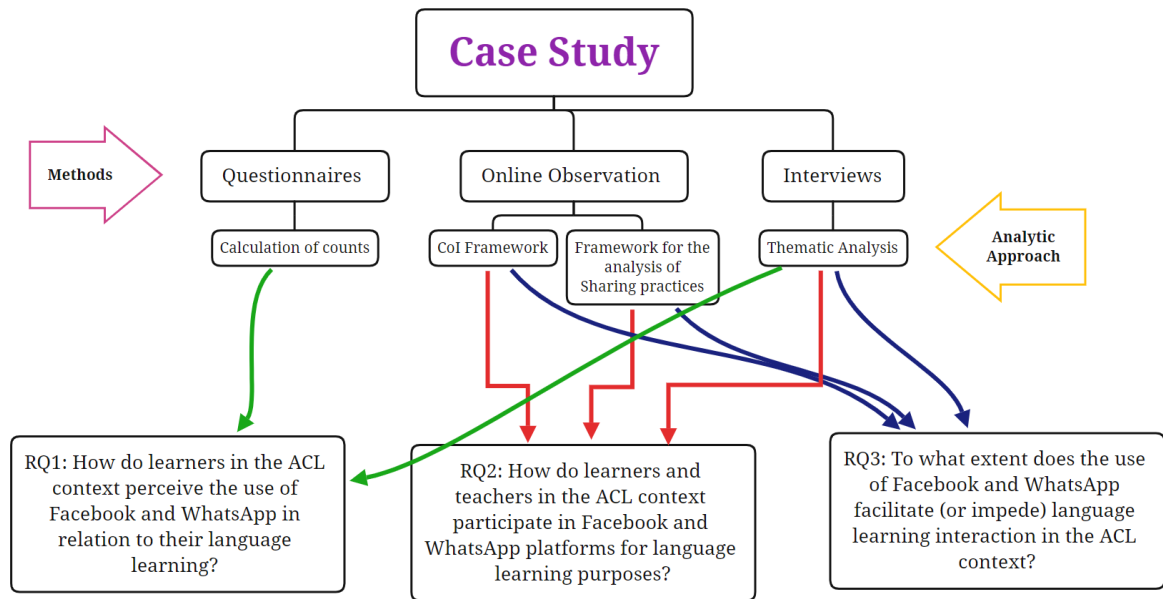 Case Study
Methods
Questionnaires
Online Observation
Interviews
Calculation of counts
CoI Framework
Framework for the
analysis of
Sharing practices
Thematic Analysis
Analytic
Approach
RQ1: How do learners in the ACL
context perceive the use of
Facebook and WhatsApp in
relation to their language
learning?
RQ2: How do learners and
teachers in the ACL context
participate in Facebook and
WhatsApp platforms for language
learning purposes?
RQ3: To what extent does the use
of Facebook and WhatsApp
facilitate (or impede) language
learning interaction in the ACL
context?